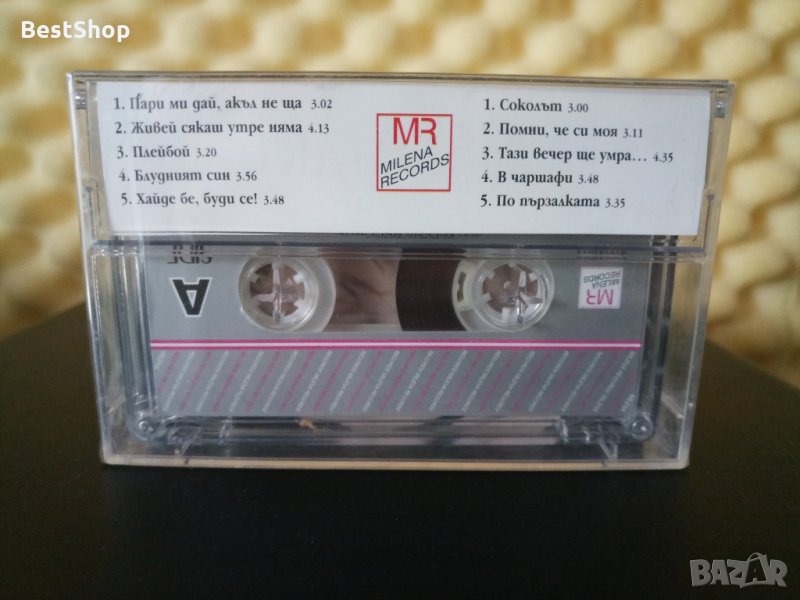 BestShop
1. Пари ми дай, акъл не ща 3.02
2. Живей сякаш утре няма 4.13
3. Плейбой 3.20
4. Блудният син 3.56
5. Хайде бе, буди се! 3.48
MR
MILENA
RECORDS
1. Соколът 3.00
2. Помни, че си моя 3.11
3. Тази вечер ще умра... 4.35
4. В чаршафи 3.48
5. По пързалката 3.35
SIDE
A
MILENA
RECORDS
MR
BAZAR